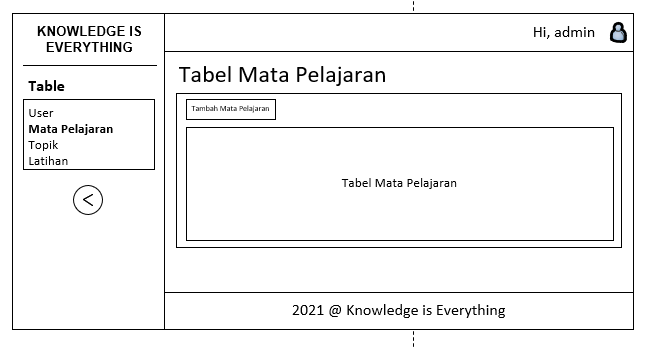 KNOWLEDGE IS
EVERYTHING
Table
User
Mata Pelajaran
Topik
Latihan
<
Hi, admin
Tabel Mata Pelajaran
Tambah Mata Pelajaran
Tabel Mata Pelajaran
2021 @ Knowledge is Everything